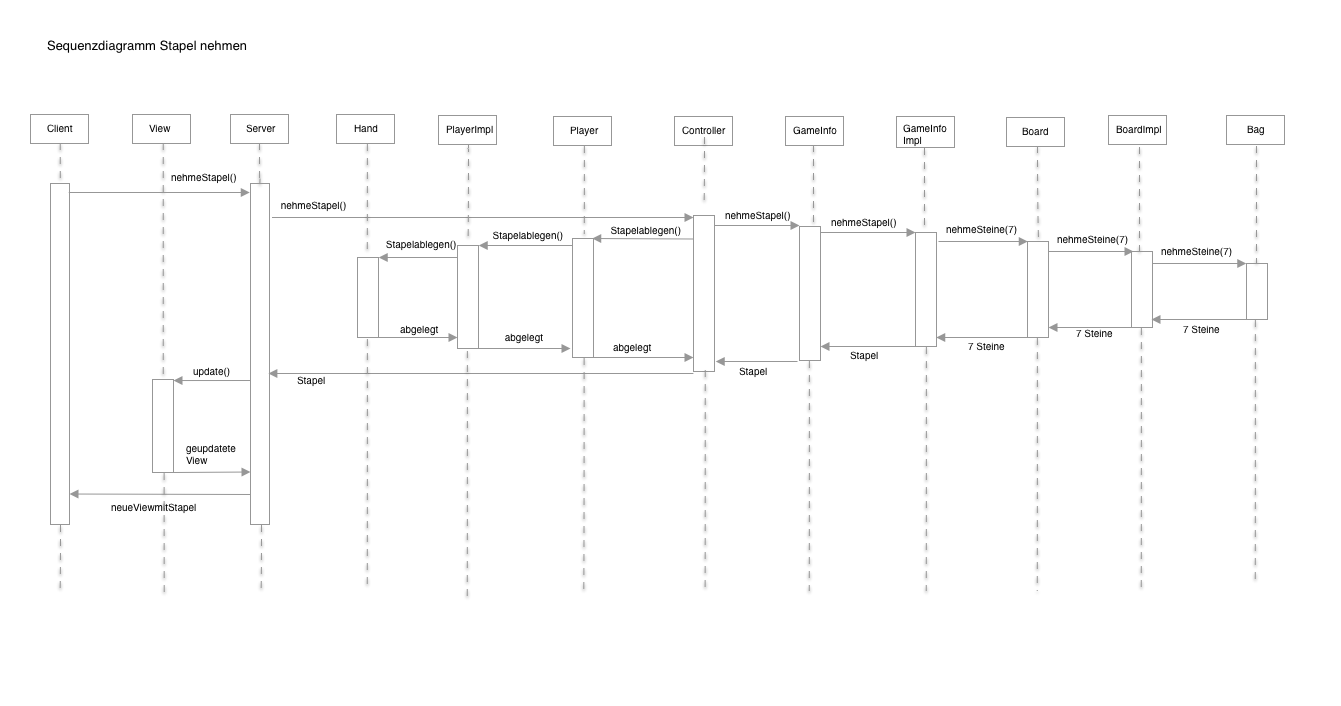 Sequenzdiagramm Stapel nehmen
Client
View
Server
Hand
PlayerImpl
Player
Controller
GameInfo
GameInfo
Impl
Board
BoardImpl
Bag
nehmeStapel()
nehmeStapel()
nehmeStapel()
nehmeStapel()
nehmeSteine(7)
nehmeSteine(7)
nehmeSteine(7)
Stapelablegen()
Stapelablegen()
Stapelablegen()
abgelegt
abgelegt
abgelegt
7 Steine
7 Steine
7 Steine
Stapel
Stapel
Stapel
update()
geupdatete
View
neueViewmitStapel